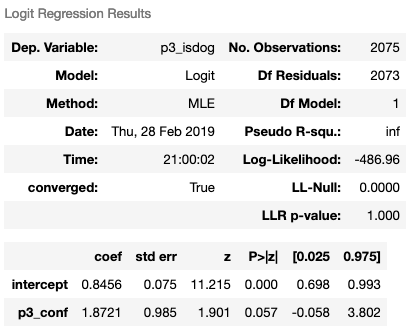 Logit Regression Results
Dep. Variable: p3_isdog No. Observations: 2075
Model: Logit Df Residuals: 2073
Method: MLE Df Model: 1
Date: Thu, 28 Feb 2019 Pseudo R-squ.: inf
Time: 21:00:02 Log-Likelihood: -486.96
converged: True LL-Null: 0.0000
LLR p-value: 1.000
coef std err z P>|z| [0.025 0.975]
intercept 0.8456 0.075 11.215 0.000 0.698 0.993
p3_conf 1.8721 0.985 1.901 0.057 -0.058 3.802